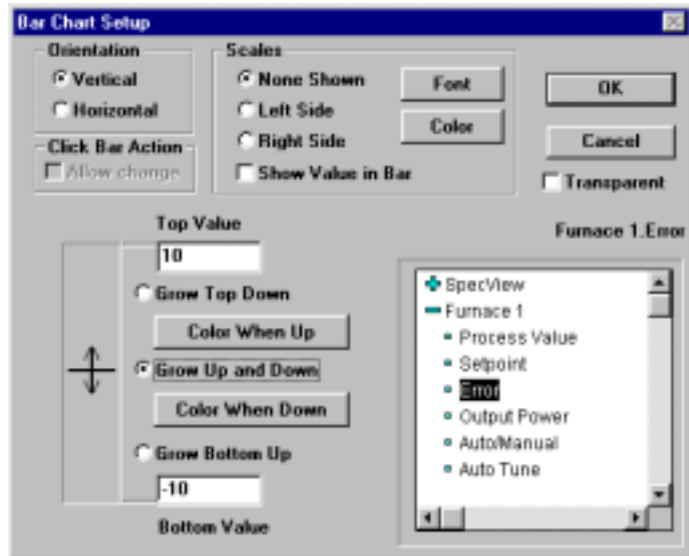 Bar Chart Setup
Orientation
Vertical
Horizontal
Click Bar Action
Allow change
Scales
None Shown
Left Side
Right Side
Show Value in Bar
Font
Color
OK
Cancel
Transparent
Top Value
10
Grow Top Down
Color When Up
Grow Up and Down
Color When Down
Grow Bottom Up
-10
Bottom Value
Furnace 1.Error
SpecView
Furnace 1
Process Value
Setpoint
Error
Output Power
Auto/Manual
Auto Tune